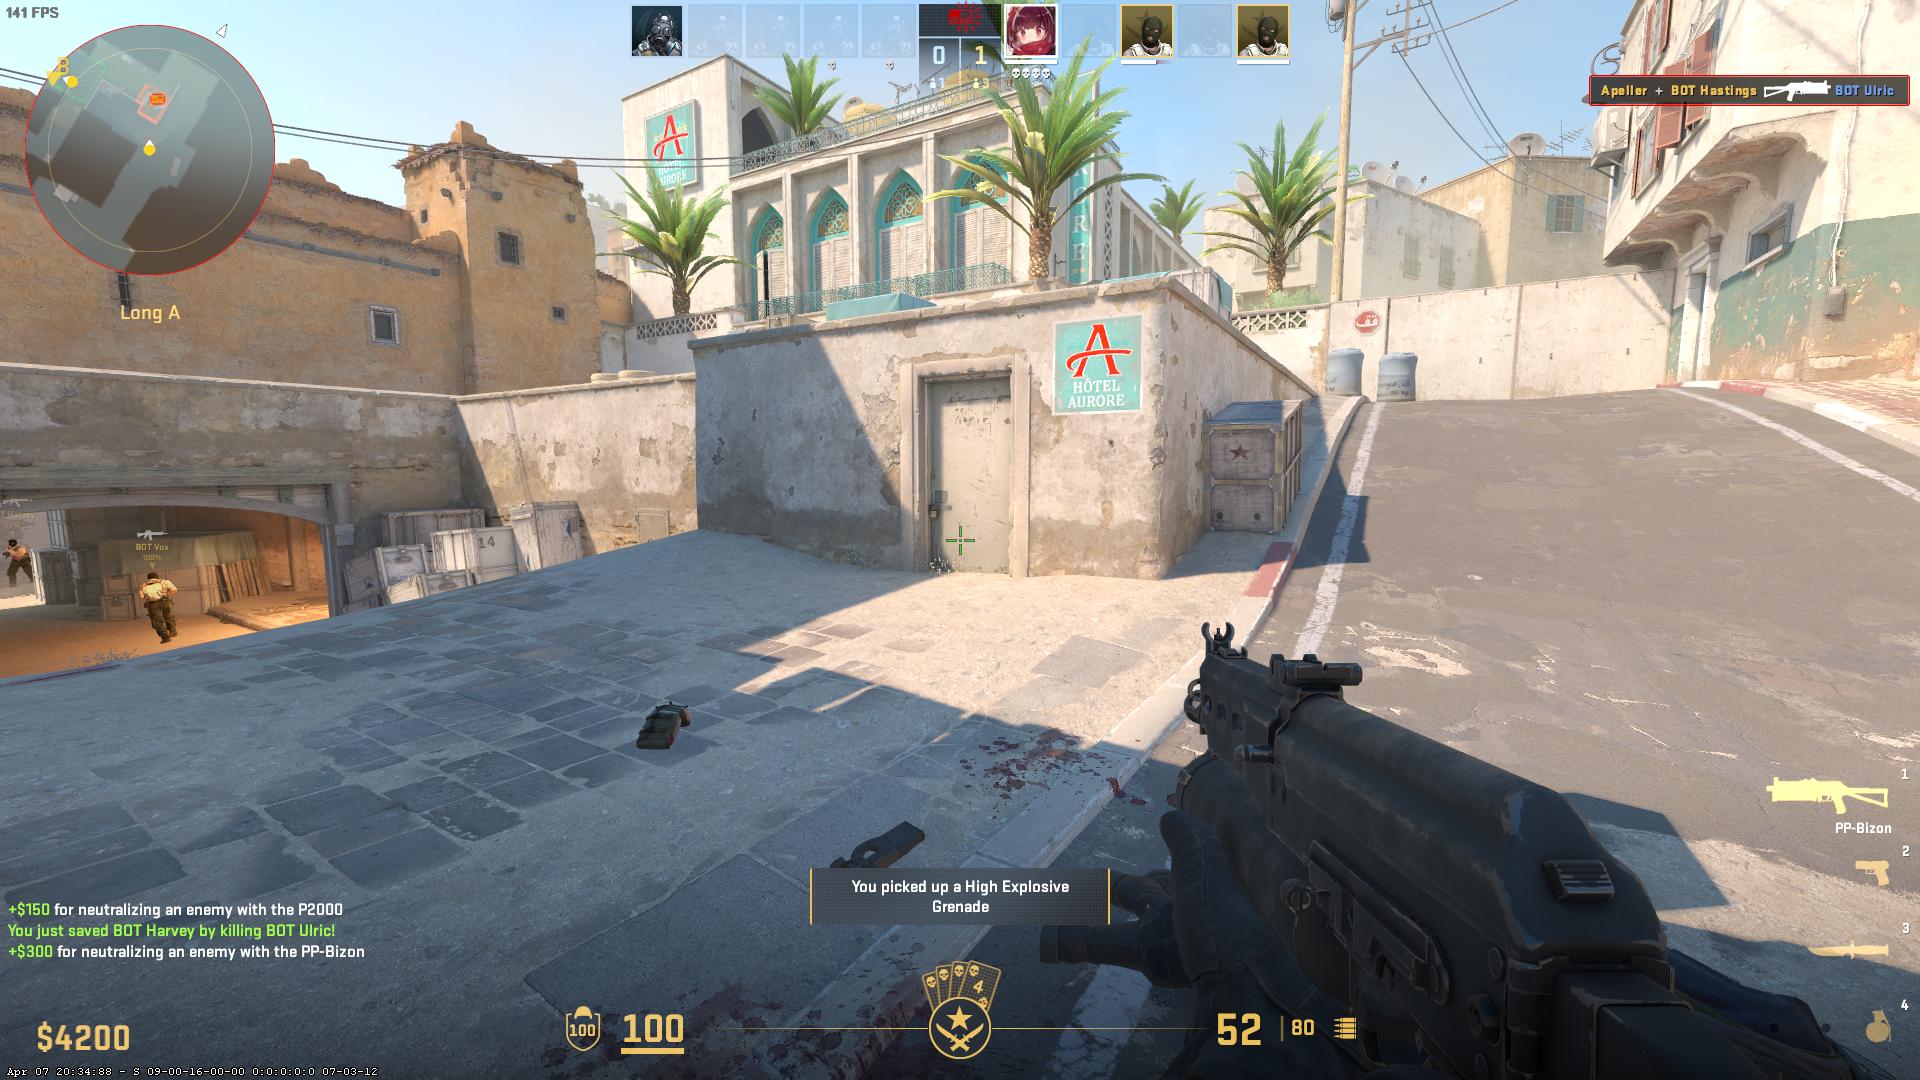 141 FPS
B
0 1
1 3
Apeller + BOT Hastings BOT Ulric
A
HÔTEL
AURORE
Long A
A
HÔTEL
AURORE
R
E
14
BOT Vox
100%
1
PP-Bizon
2
3
4
You picked up a High Explosive
Grenade
+$150 for neutralizing an enemy with the P2000
You just saved BOT Harvey by killing BOT Ulric!
+$300 for neutralizing an enemy with the PP-Bizon
4
$4200
100 100
52 | 80
Apr 07 20:34:88 - S 09-00-16-00-00 0:0:0:0:0 07-03-12